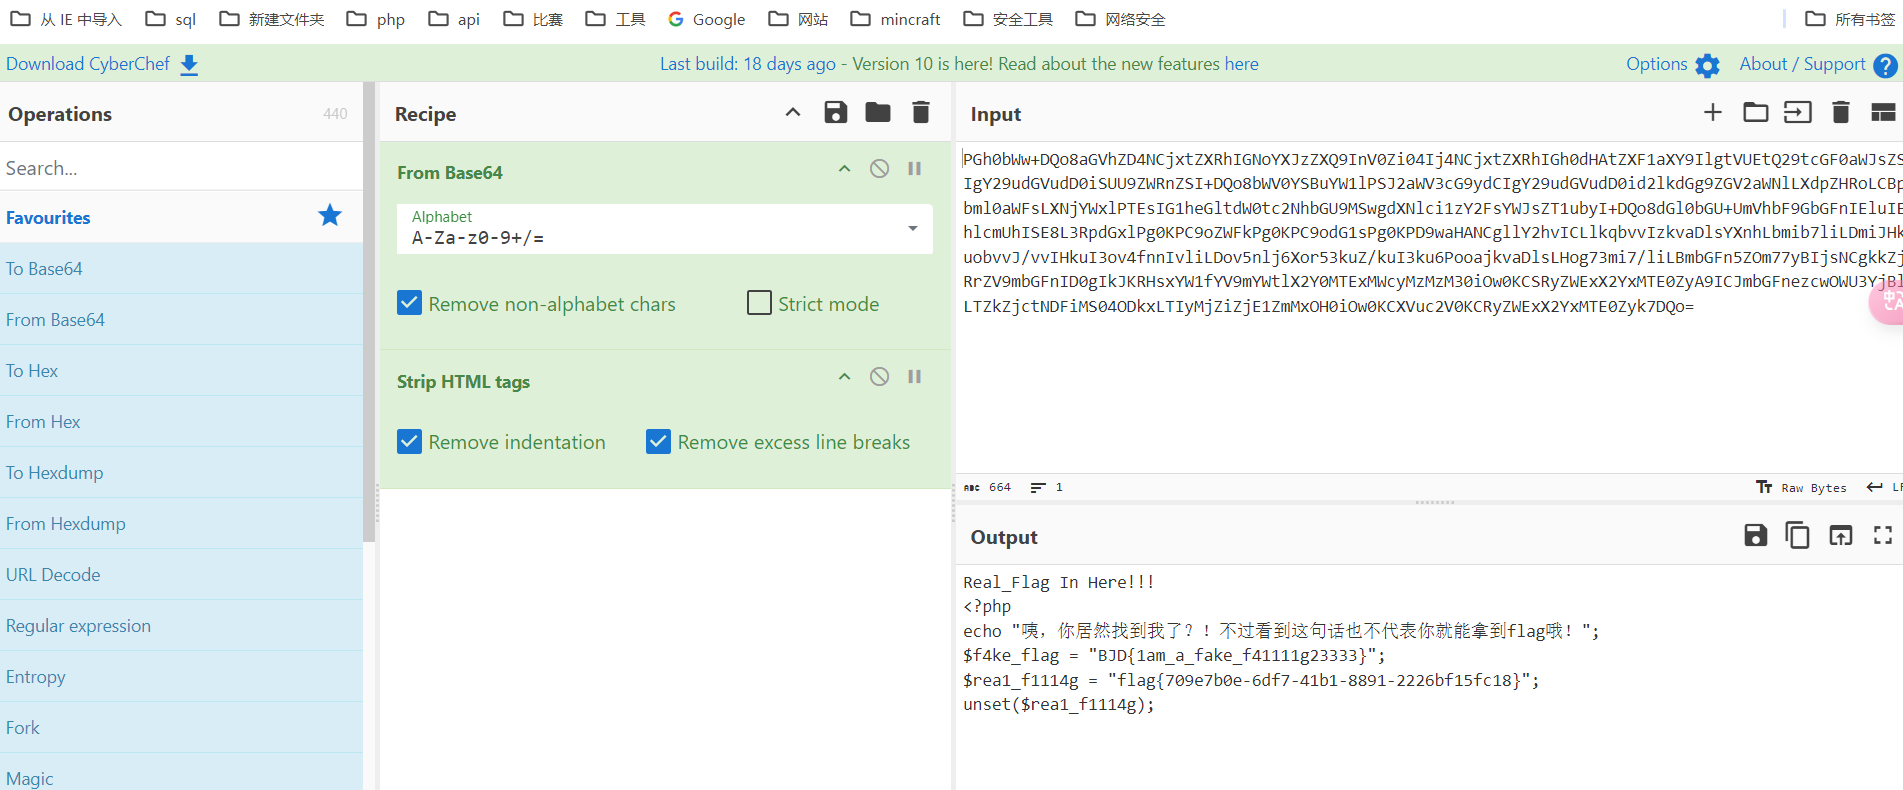 从 IE 中导入 sql 新建文件夹 php api 比赛 工具 Google 网站 mincraft 安全工具 网络安全 所有书签
Download CyberChef Last build: 18 days ago - Version 10 is here! Read about the new features here Options About / Support
Operations 440
Search...
Favourites
To Base64
From Base64
To Hex
From Hex
To Hexdump
From Hexdump
URL Decode
Regular expression
Entropy
Fork
Magic
Recipe
From Base64
Alphabet
A-Za-z0-9+/=
Remove non-alphabet chars Strict mode
Strip HTML tags
Remove indentation Remove excess line breaks
Input
PGh0bWw+DQo8aGVhZD4NCjxtZXRhIGNoYXJzZXQ9InV0Zi04Ij4NCjxtZXRhIGh0dHAtZXF1aXY9IlgtVUEtQ29tcGF0aWJsZS
IgY29udGVudD0iSUU9ZWRnZSI+DQo8bWV0YSBuYW1lPSJ2aWV3cG9ydCIgY29udGVudD0id2lkdGg9ZGV2aWNlLXdpZHRoLCBp
bml0aWFsLXNjYWxlPTEsIG1heGltdW0tc2NhbGU9MSwgdXNlci1zY2FsYWJsZT1ubyI+DQo8dGl0bGU+UmVhbF9GbGFnIEluIE
hlcmUhISE8L3RpdGxlPg0KPC9oZWFkPg0KPC9odG1sPg0KPD9waHANCgllY2hvICLlkqbvvIzkvaDlsYXnhLbmib7liLDmiJHk
uobvvJ/vvIHkuI3ov4fnnIvliLDov5nlj6Xor53kuZ/kuI3ku6PooajkvaDlsLHog73mi7/liLBmbGFn5ZOm77yBIjsNCgkkZj
RrZV9mbGFnID0gIkJKRHsxYW1fYV9mYWtlX2Y0MTExMWcyMzMzM30iOw0KCSRyZWExX2YxMTE0ZyA9ICJmbGFnezcwOWU3YjBl
LTZkZjctNDFiMS04ODkxLTIyMjZiZjE1ZmMxOH0iOw0KCXVuc2V0KCRyZWExX2YxMTE0Zyk7DQo=
ABC 664 1 Raw Bytes
Output
Real_Flag In Here!!!
<?php
echo "咦，你居然找到我了？！不过看到这句话也不代表你就能拿到flag哦！";
$f4ke_flag = "BJD{1am_a_fake_f41111g23333}";
$rea1_f1114g = "flag{709e7b0e-6df7-41b1-8891-2226bf15fc18}";
unset($rea1_f1114g);